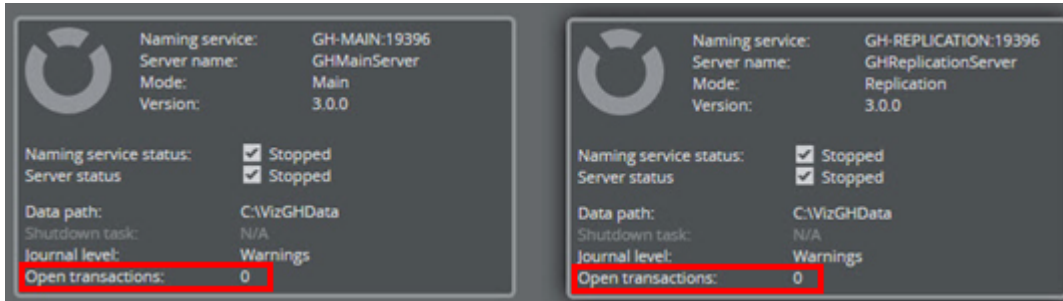 Naming service: GH-MAIN:19396
Server name: GHMainServer
Mode: Main
Version: 3.0.0
Naming service status: Stopped
Server status Stopped
Data path: C:\VizGHData
Shutdown task: N/A
Journal level: Warnings
Open transactions: 0
Naming service: GH-REPLICATION:19396
Server name: GHReplicationServer
Mode: Replication
Version: 3.0.0
Naming service status: Stopped
Server status Stopped
Data path: C:\VizGHData
Shutdown task: N/A
Journal level: Warnings
Open transactions: 0